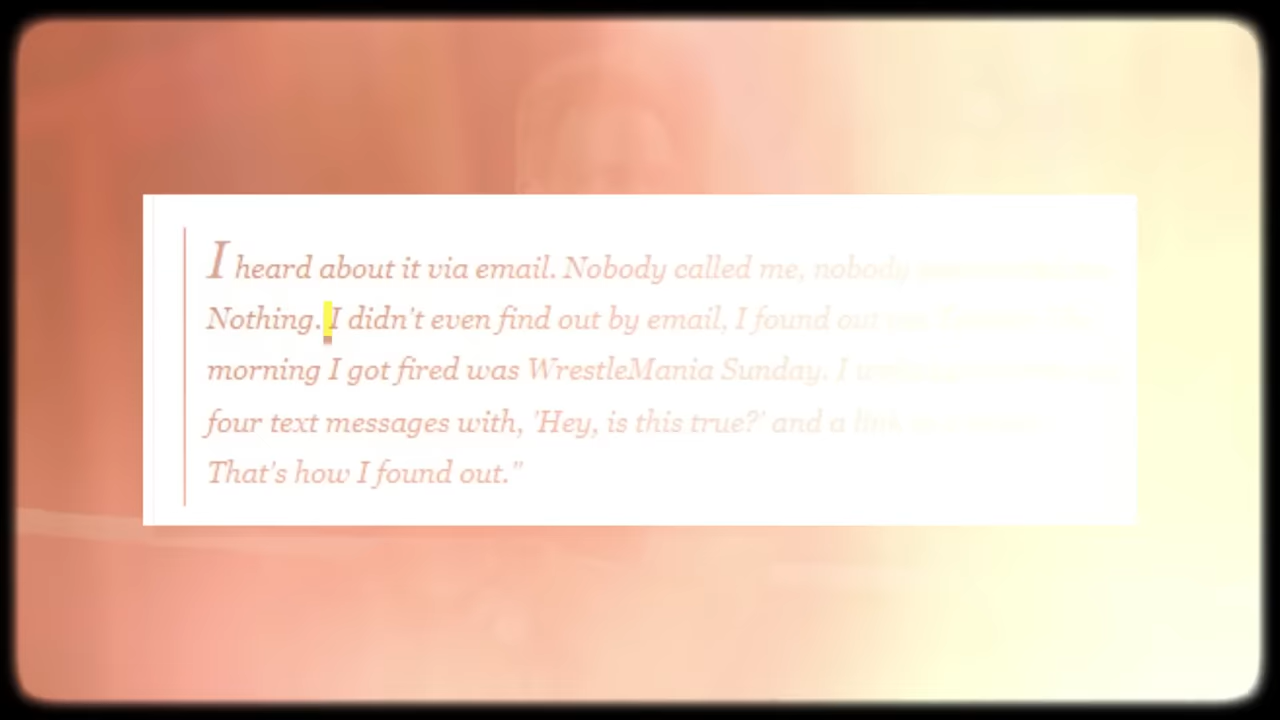 I heard about it via email. Nobody called me, nobody
Nothing. I didn't even find out by email, I found out
morning I got fired was WrestleMania Sunday. I
four text messages with, 'Hey, is this true?' and a link
That's how I found out."